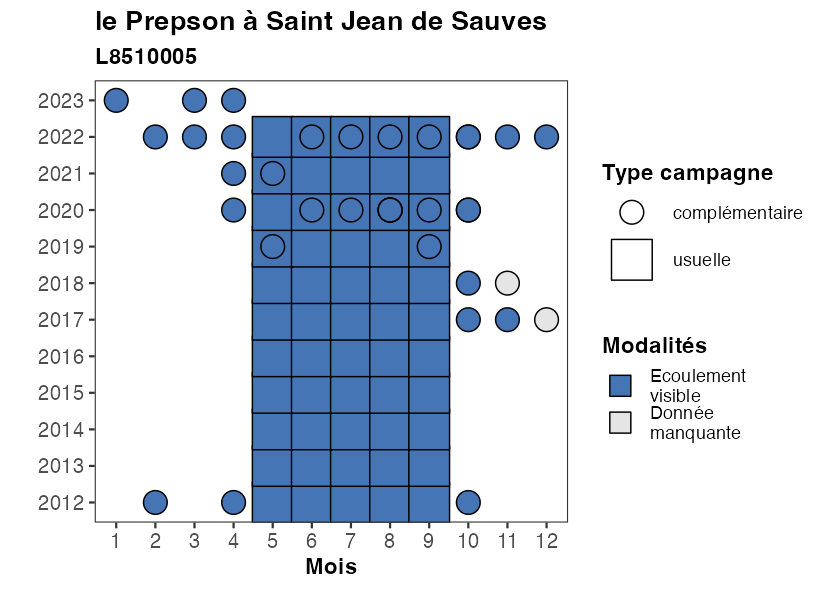 le Prepson à Saint Jean de Sauves
L8510005
2023
2022
2021
2020
2019
2018
2017
2016
2015
2014
2013
2012
1 2 3 4 5 6 7 8 9 10 11 12
Mois
Type campagne
complémentaire
usuelle
Modalités
Ecoulement
visible
Donnée
manquante